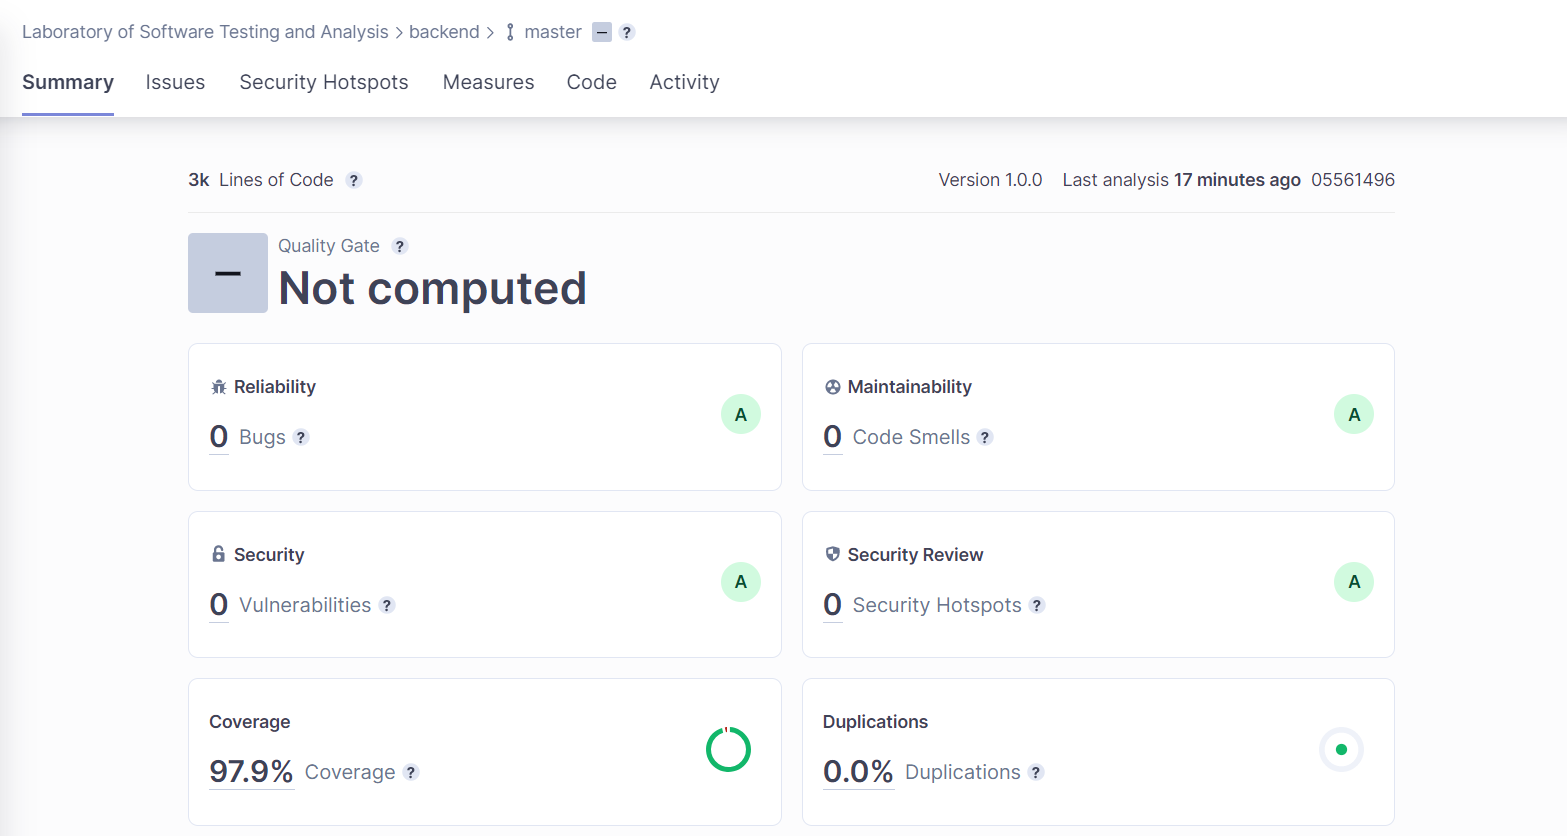 Laboratory of Software Testing and Analysis > backend > master – ?
Summary Issues Security Hotspots Measures Code Activity
3k Lines of Code ? Version 1.0.0 Last analysis 17 minutes ago 05561496
Quality Gate ?
– Not computed
Reliability
0 Bugs ?
A
Maintainability
0 Code Smells ?
A
Security
0 Vulnerabilities ?
A
Security Review
0 Security Hotspots ?
A
Coverage
97.9% Coverage ?
Duplications
0.0% Duplications ?